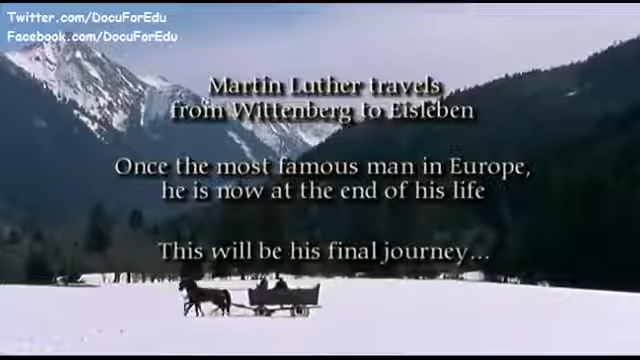 Twitter.com/DocuForEdu
Facebook.com/DocuForEdu
Martin Luther travels
from Wittenberg to Eisleben
Once the most famous man in Europe,
he is now at the end of his life
This will be his final journey...